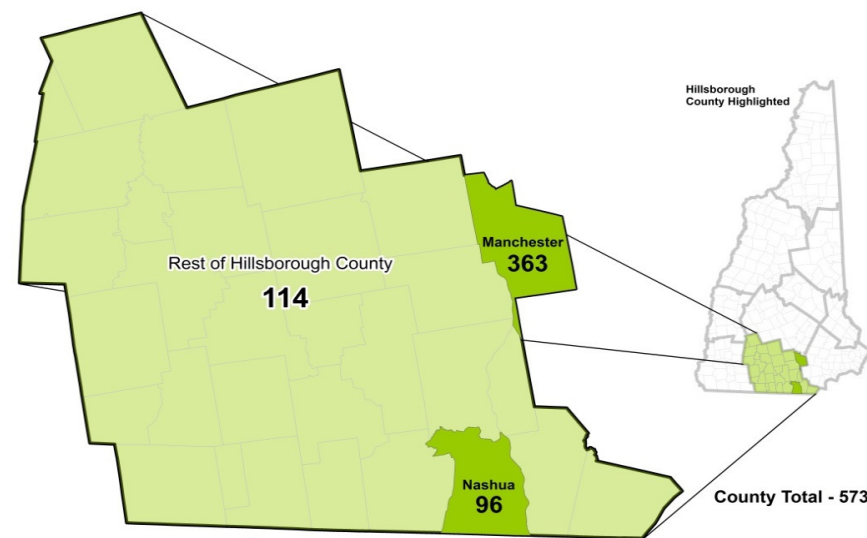 Hillsborough
County Highlighted
Manchester
363
Rest of Hillsborough County
114
Nashua
96
County Total - 573